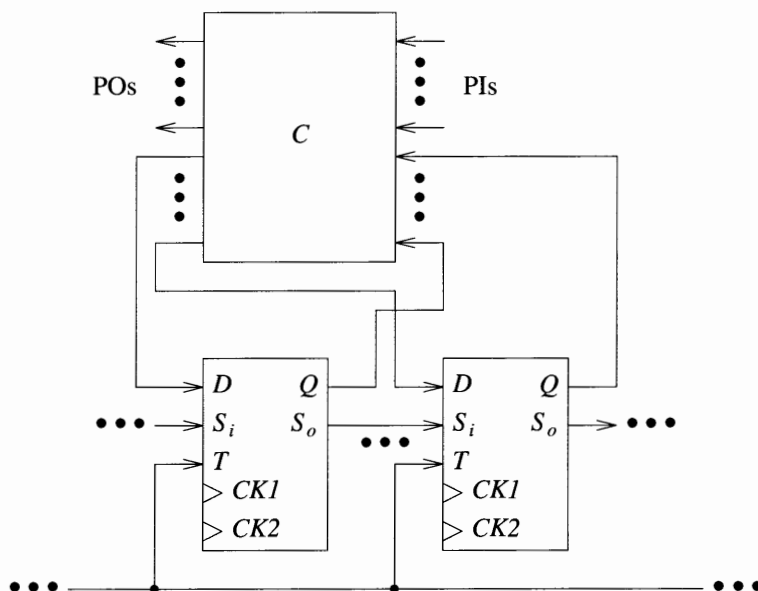 POs
PIs
C
D Q
S_i S_o
T
CK1
CK2
D Q
S_i S_o
T
CK1
CK2